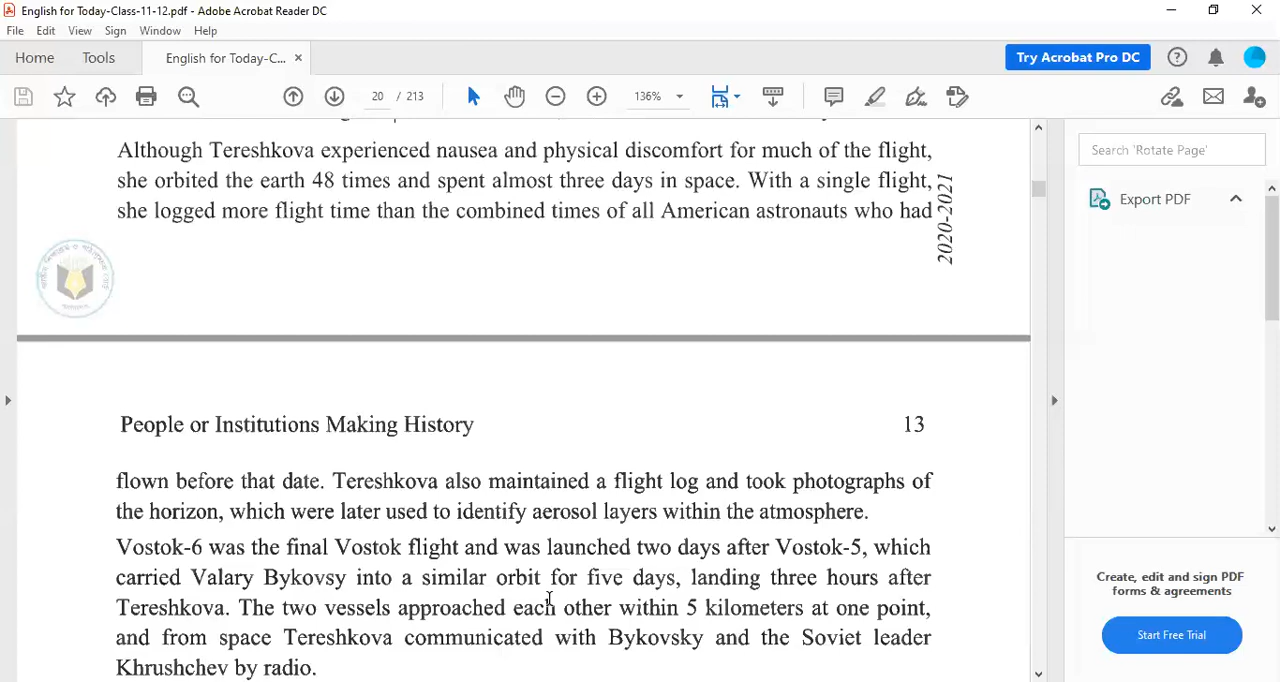 English for Today-Class-11-12.pdf - Adobe Acrobat Reader DC
File Edit View Sign Window Help
Home Tools English for Today-C... × Try Acrobat Pro DC
20 / 213 136%
Although Tereshkova experienced nausea and physical discomfort for much of the flight,
she orbited the earth 48 times and spent almost three days in space. With a single flight,
she logged more flight time than the combined times of all American astronauts who had
2020-2021
People or Institutions Making History 13
flown before that date. Tereshkova also maintained a flight log and took photographs of
the horizon, which were later used to identify aerosol layers within the atmosphere.
Vostok-6 was the final Vostok flight and was launched two days after Vostok-5, which
carried Valary Bykovsy into a similar orbit for five days, landing three hours after
Tereshkova. The two vessels approached each other within 5 kilometers at one point,
and from space Tereshkova communicated with Bykovsky and the Soviet leader
Khrushchev by radio.
Search 'Rotate Page'
Export PDF
Create, edit and sign PDF
forms & agreements
Start Free Trial